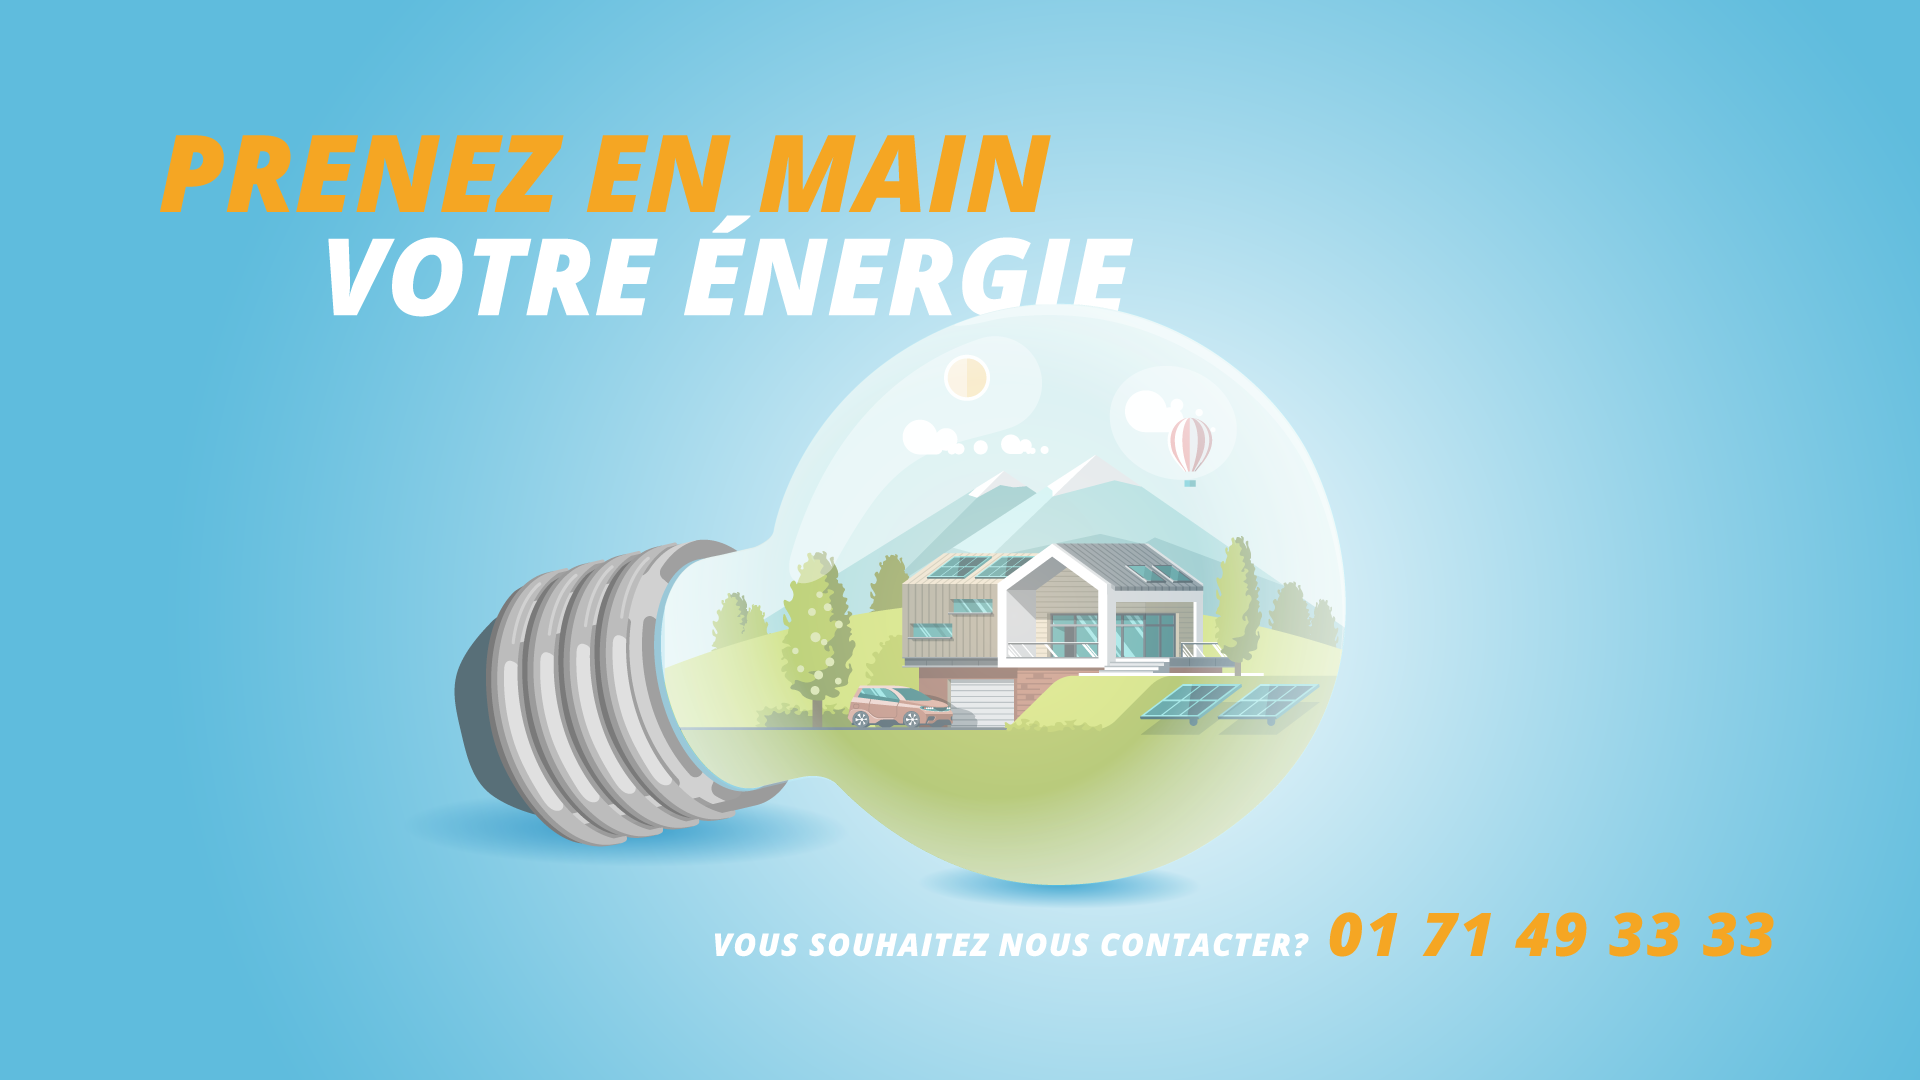 PRENEZ EN MAIN
VOTRE ÉNERGIE
VOUS SOUHAITEZ NOUS CONTACTER? 01 71 49 33 33